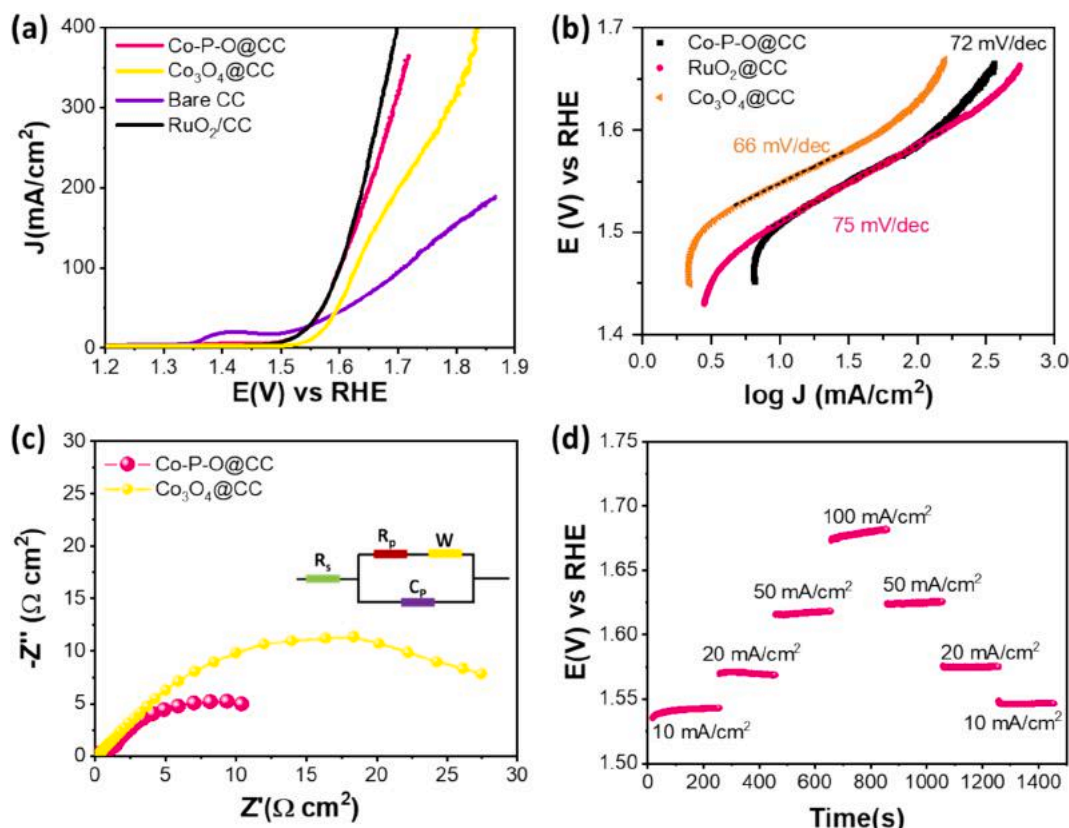 (a)
400
300
200
100
0
J(mA/cm²)
Co-P-O@CC
Co₃O₄@CC
Bare CC
RuO₂/CC
1.2 1.3 1.4 1.5 1.6 1.7 1.8 1.9
E(V) vs RHE
(b)
1.7
1.6
1.5
1.4
E (V) vs RHE
Co-P-O@CC
RuO₂@CC
Co₃O₄@CC
72 mV/dec
66 mV/dec
75 mV/dec
0.0 0.5 1.0 1.5 2.0 2.5 3.0
log J (mA/cm²)
(c)
30
25
20
15
10
5
0
-Z'' (Ω cm²)
Co-P-O@CC
Co₃O₄@CC
Rₛ
Rₚ
W
Cₚ
0 5 10 15 20 25 30
Z'(Ω cm²)
(d)
1.75
1.70
1.65
1.60
1.55
1.50
E(V) vs RHE
100 mA/cm²
50 mA/cm²
50 mA/cm²
20 mA/cm²
20 mA/cm²
10 mA/cm²
10 mA/cm²
0 200 400 600 800 1000 1200 1400
Time(s)